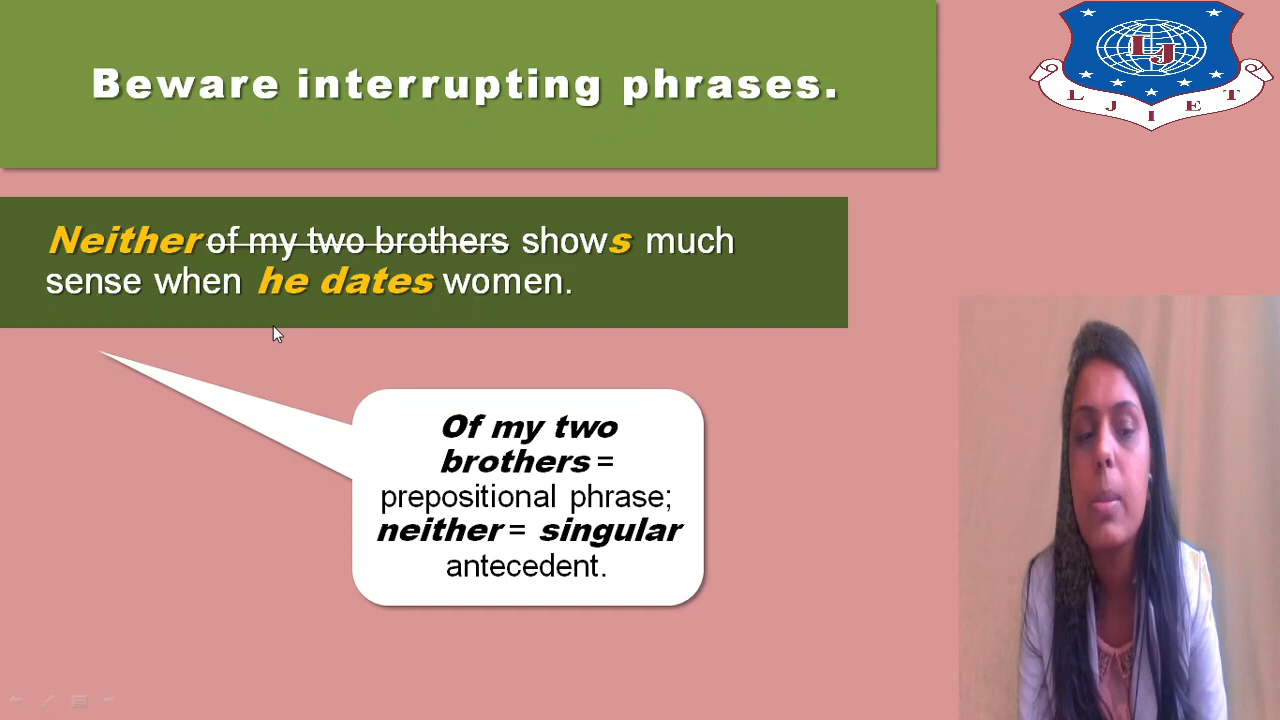 Beware interrupting phrases.
LJ
L J I E T
Neither of my two brothers shows much
sense when he dates women.
Of my two
brothers =
prepositional phrase;
neither = singular
antecedent.